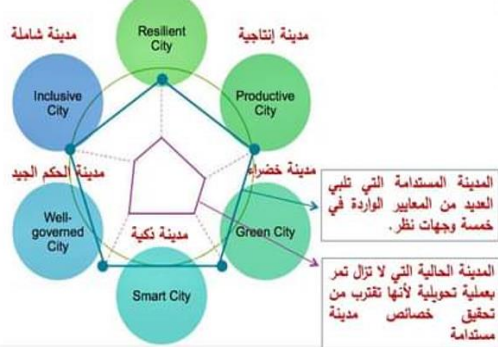 Resilient
City
مدينة شاملة
مدينة إنتاجية
Inclusive
City
Productive
City
مدينة الحكم الجيد
مدينة خضراء
Well-
governed
City
مدينة ذكية
Green City
Smart City
المدينة المستدامة التي تلبي
العديد من المعايير الواردة في
خمسة وجهات نظر.
المدينة الحالية التي لا تزال تمر
بعملية تحويلية لأنها تقترب من
تحقيق خصائص مدينة
مستدامة